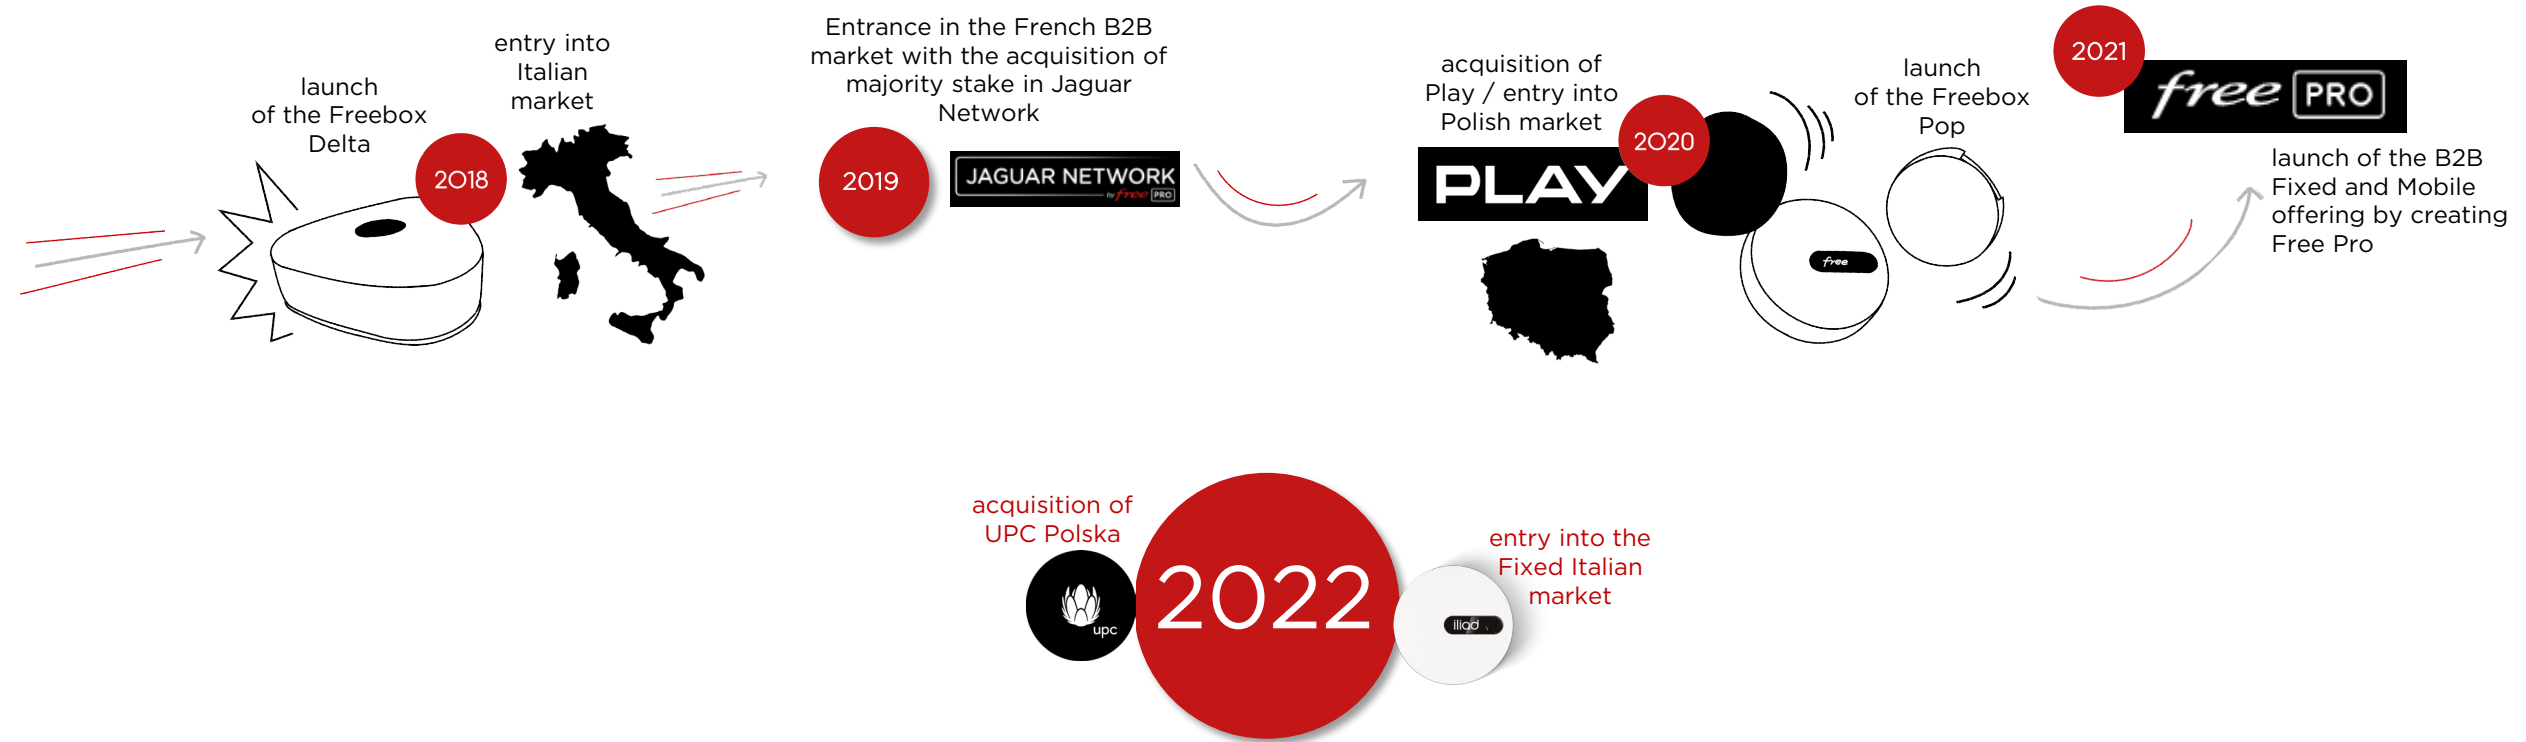 launch
of the Freebox
Delta
2018
entry into
Italian
market
Entrance in the French B2B
market with the acquisition of
majority stake in Jaguar
Network
2019
JAGUAR NETWORK
by free PRO
acquisition of
Play / entry into
Polish market
2020
PLAY
free
launch
of the Freebox
Pop
2021
free PRO
launch of the B2B
Fixed and Mobile
offering by creating
Free Pro
acquisition of
UPC Polska
upc
2022
entry into the
Fixed Italian
market
iliad